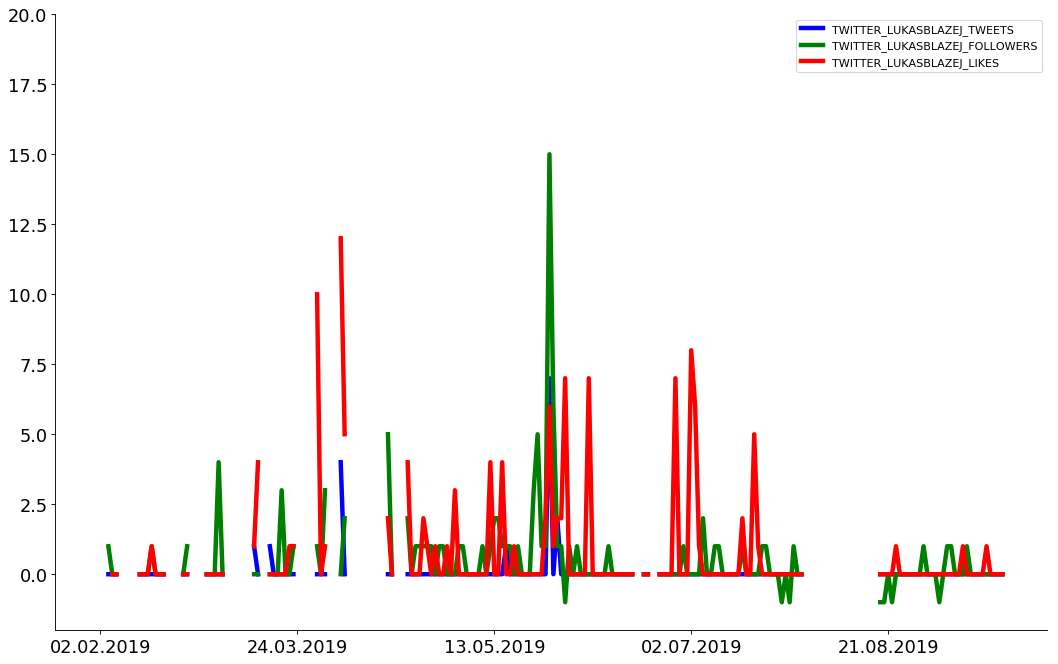 20.0
17.5
15.0
12.5
10.0
7.5
5.0
2.5
0.0
TWITTER_LUKASBLAZEJ_TWEETS
TWITTER_LUKASBLAZEJ_FOLLOWERS
TWITTER_LUKASBLAZEJ_LIKES
02.02.2019 24.03.2019 13.05.2019 02.07.2019 21.08.2019